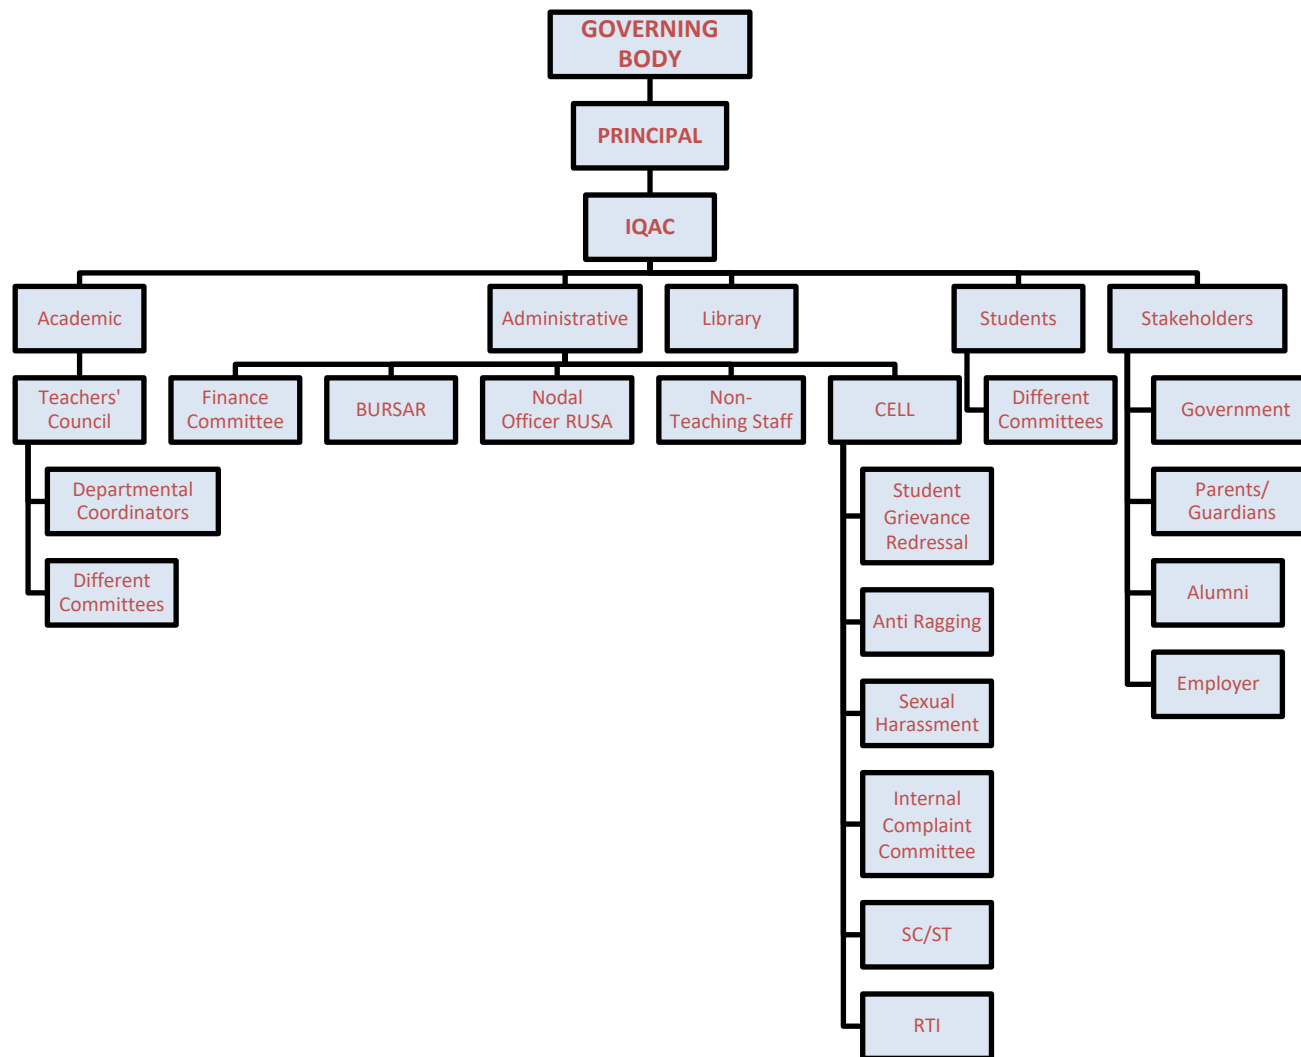 GOVERNING
BODY
PRINCIPAL
IQAC
Academic
Administrative
Library
Students
Stakeholders
Teachers'
Council
Finance
Committee
BURSAR
Nodal
Officer RUSA
Non-
Teaching Staff
CELL
Different
Committees
Government
Departmental
Coordinators
Different
Committees
Student
Grievance
Redressal
Anti Ragging
Sexual
Harassment
Internal
Complaint
Committee
SC/ST
RTI
Parents/
Guardians
Alumni
Employer